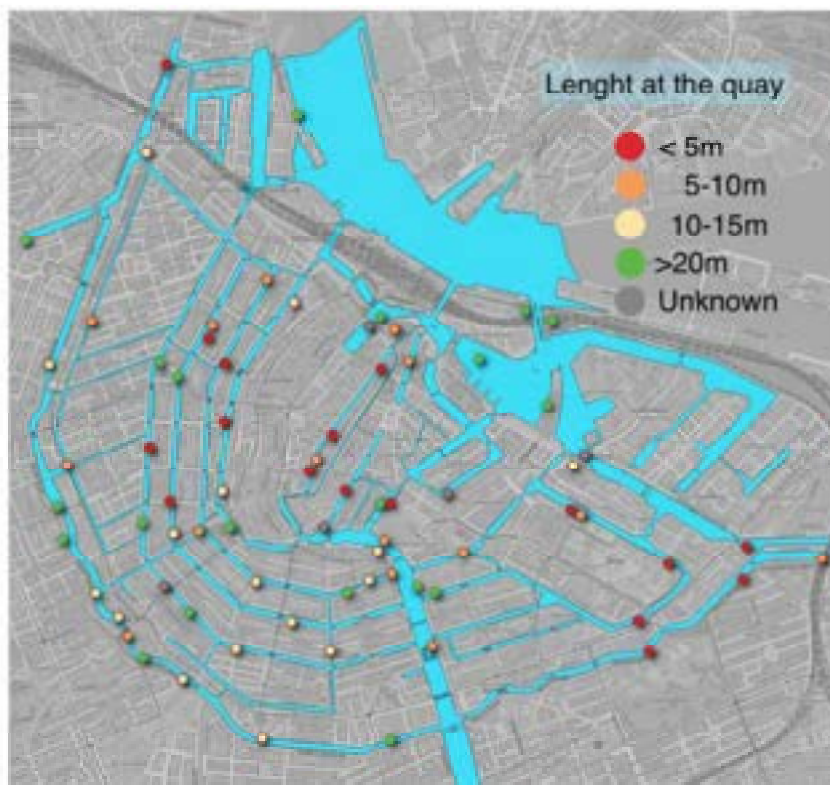 Lenght at the quay
< 5m
5-10m
10-15m
>20m
Unknown